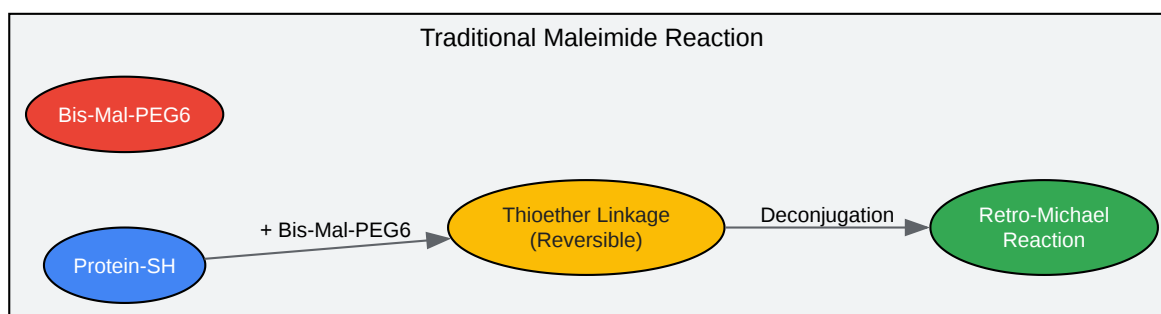 Traditional Maleimide Reaction
Bis-Mal-PEG6
Protein-SH
+ Bis-Mal-PEG6
Thioether Linkage
(Reversible)
Deconjugation
Retro-Michael
Reaction